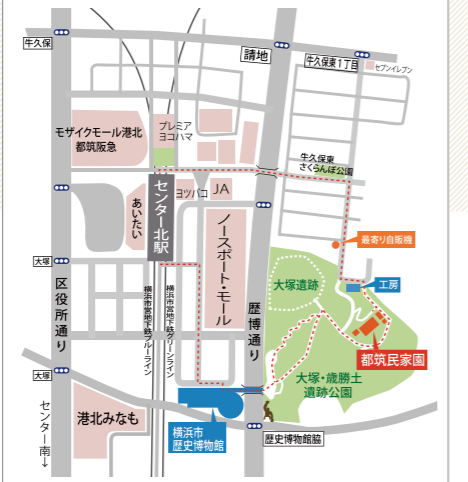 牛久保
請地
牛久保東1丁目
セブンイレブン
モザイクモール港北
都筑阪急
プレミア
ヨコハマ
牛久保東
さくらんぼ公園
センター北駅
ヨツバコ
JA
あいたい
ノースポート・モール
最寄り自販機
大塚
大塚遺跡
工房
区役所通り
横浜市営地下鉄ブルーライン
横浜市営地下鉄グリーンライン
歴博通り
都筑民家園
大塚・歳勝土
遺跡公園
大塚
センター南→
港北みなも
横浜市
歴史博物館
歴史博物館脇